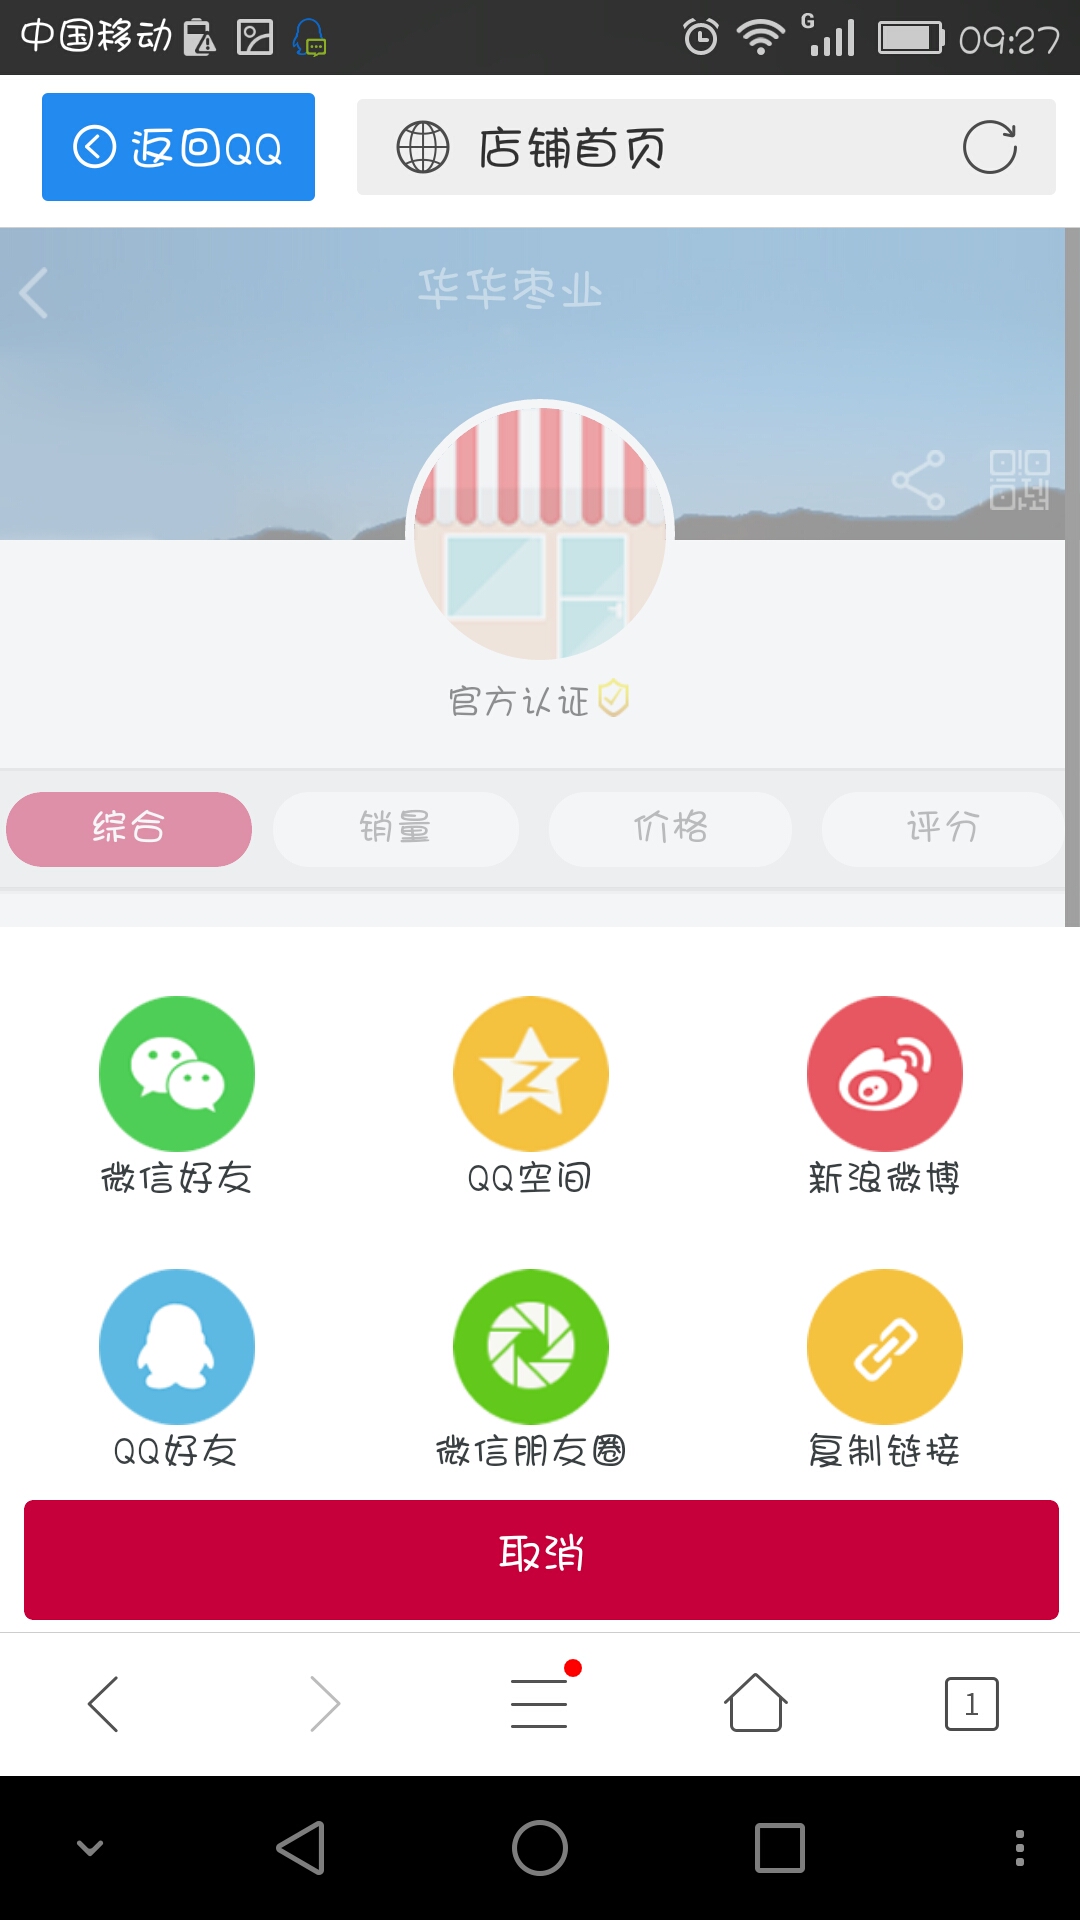 中国移动 G 09:27
返回QQ 店铺首页
华华枣业
官方认证
综合 销量 价格 评分
微信好友 QQ空间 新浪微博
QQ好友 微信朋友圈 复制链接
取消
1